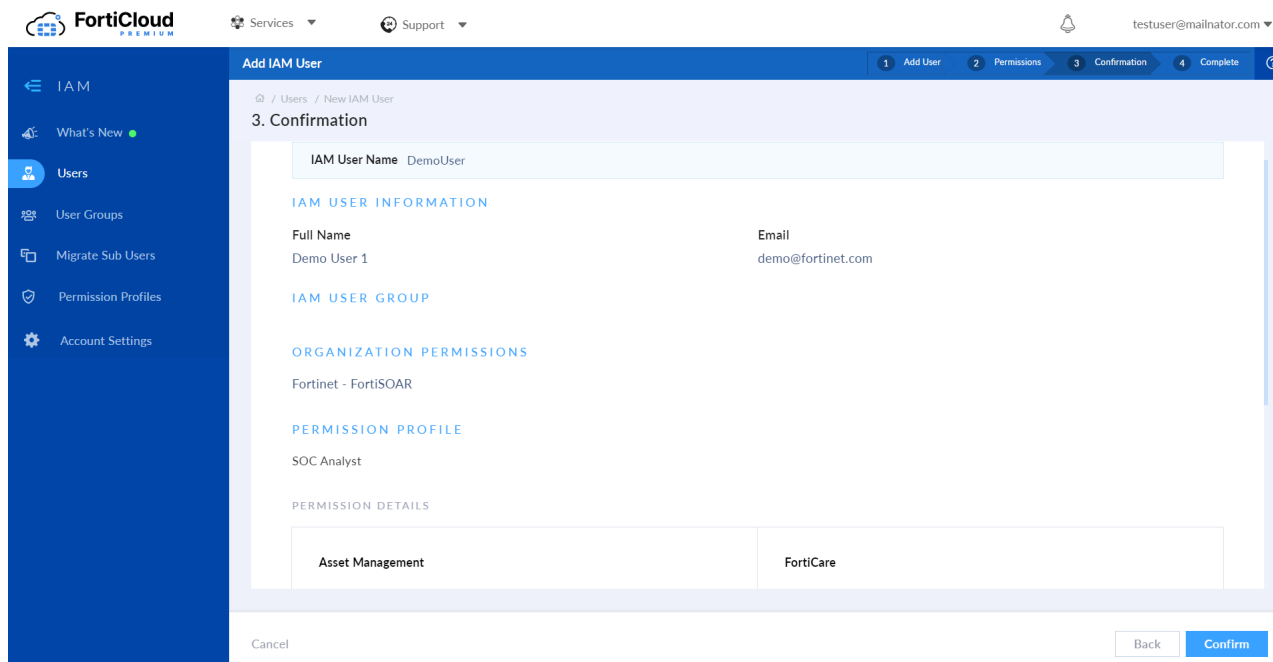 FortiCloud
PREMIUM
Services
24
Support
testuser@mailnator.com
Add IAM User
1 Add User 2 Permissions 3 Confirmation 4 Complete
IAM
/ Users / New IAM User
3. Confirmation
What's New
Users
User Groups
Migrate Sub Users
Permission Profiles
Account Settings
IAM User Name DemoUser
IAM USER INFORMATION
Full Name
Email
Demo User 1
demo@fortinet.com
IAM USER GROUP
ORGANIZATION PERMISSIONS
Fortinet - FortiSOAR
PERMISSION PROFILE
SOC Analyst
PERMISSION DETAILS
Asset Management
FortiCare
Cancel
Back
Confirm